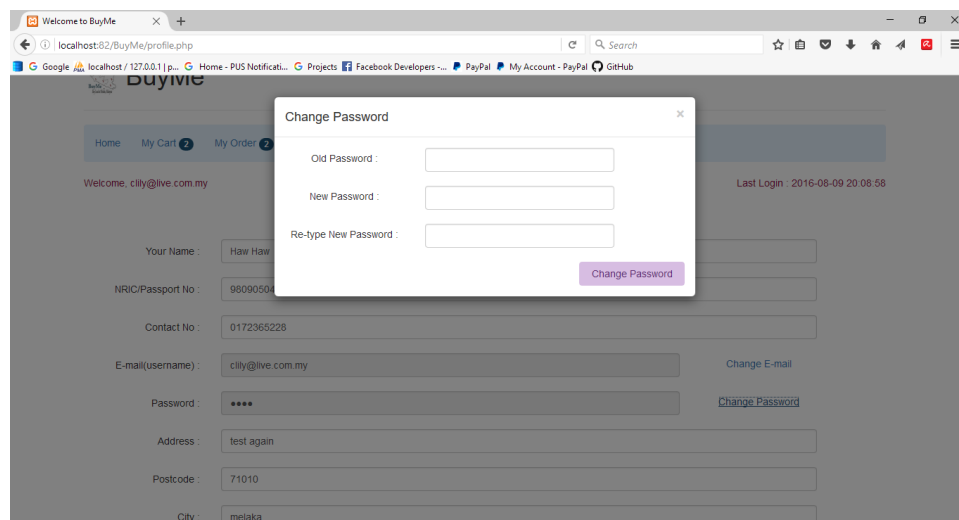 Welcome to BuyMe
localhost:82/BuyMe/profile.php
Search
Google
localhost / 127.0.0.1 | p...
Home - PUS Notificati...
Projects
Facebook Developers -...
PayPal
My Account - PayPal
GitHub
BuyMe
Change Password
×
Home
My Cart 2
My Order 2
Old Password :
Welcome, clily@live.com.my
Last Login : 2016-08-09 20:08:58
New Password :
Re-type New Password :
Your Name :
Haw Haw
Change Password
NRIC/Passport No :
98090504
Contact No :
0172365228
E-mail(username) :
clily@live.com.my
Change E-mail
Password :
••••
Change Password
Address :
test again
Postcode :
71010
City :
melaka